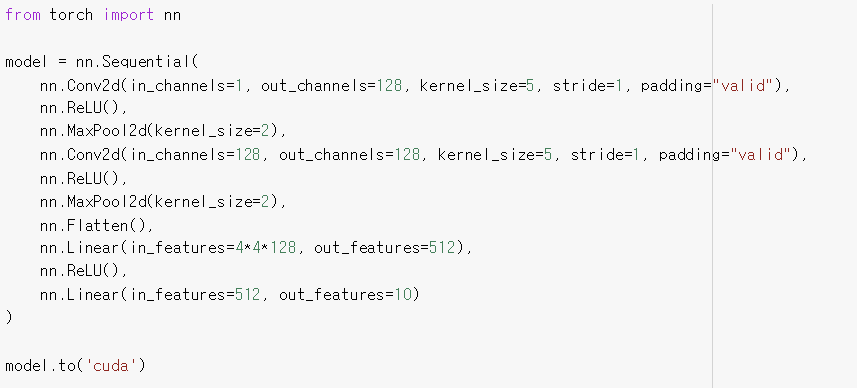 from torch import nn
model = nn.Sequential(
nn.Conv2d(in_channels=1, out_channels=128, kernel_size=5, stride=1, padding="valid"),
nn.ReLU(),
nn.MaxPool2d(kernel_size=2),
nn.Conv2d(in_channels=128, out_channels=128, kernel_size=5, stride=1, padding="valid"),
nn.ReLU(),
nn.MaxPool2d(kernel_size=2),
nn.Flatten(),
nn.Linear(in_features=4*4*128, out_features=512),
nn.ReLU(),
nn.Linear(in_features=512, out_features=10)
)
model.to('cuda')